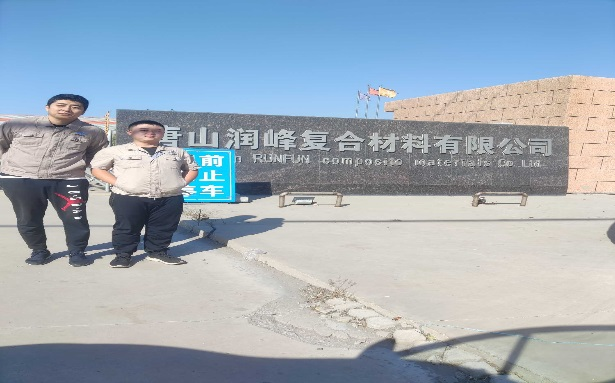 唐山润峰复合材料有限公司
n RUNFUN composite materials Co Ltd.
前
止
车